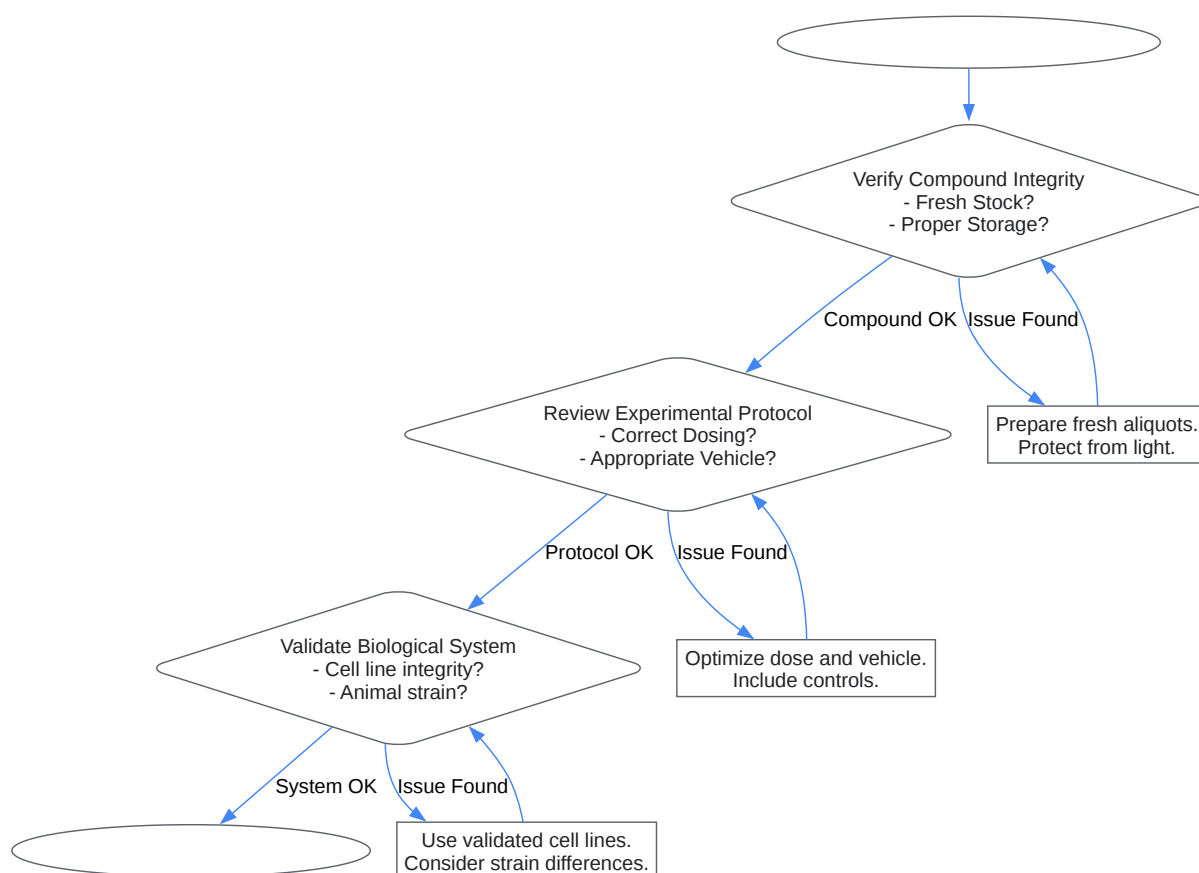 Verify Compound Integrity
- Fresh Stock?
- Proper Storage?
Compound OK
Issue Found
Prepare fresh aliquots.
Protect from light.
Review Experimental Protocol
- Correct Dosing?
- Appropriate Vehicle?
Protocol OK
Issue Found
Optimize dose and vehicle.
Include controls.
Validate Biological System
- Cell line integrity?
- Animal strain?
System OK
Issue Found
Use validated cell lines.
Consider strain differences.